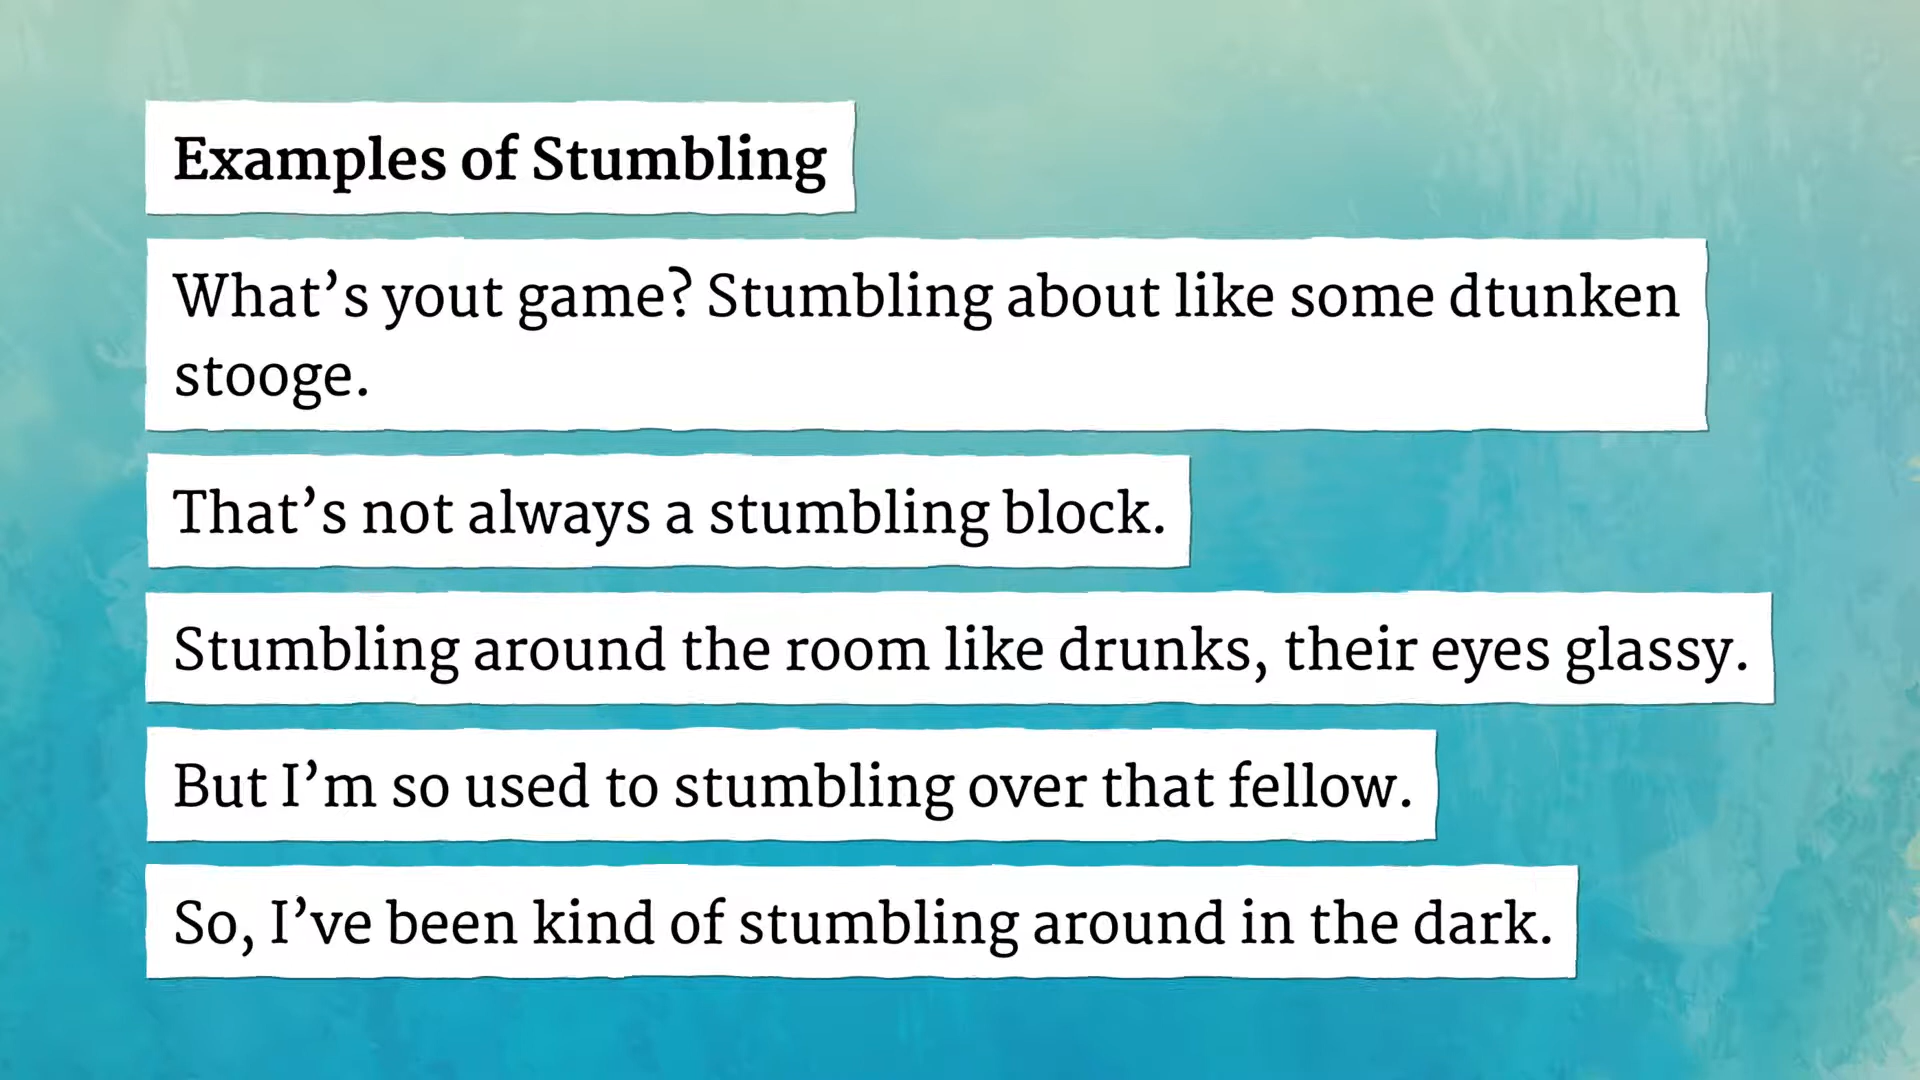 Examples of Stumbling
What’s yout game? Stumbling about like some dtunken
stooge.
That’s not always a stumbling block.
Stumbling around the room like drunks, their eyes glassy.
But I’m so used to stumbling over that fellow.
So, I’ve been kind of stumbling around in the dark.